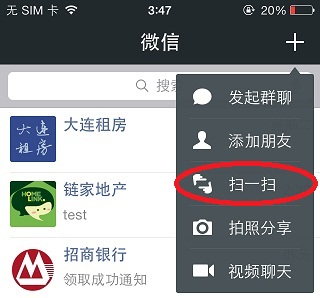 无 SIM 卡
3:47
20%
微信
搜索
发起群聊
大连租房
大连
租房
添加朋友
链家地产
HOME
LINK
test
扫一扫
拍照分享
招商银行
领取成功通知
视频聊天